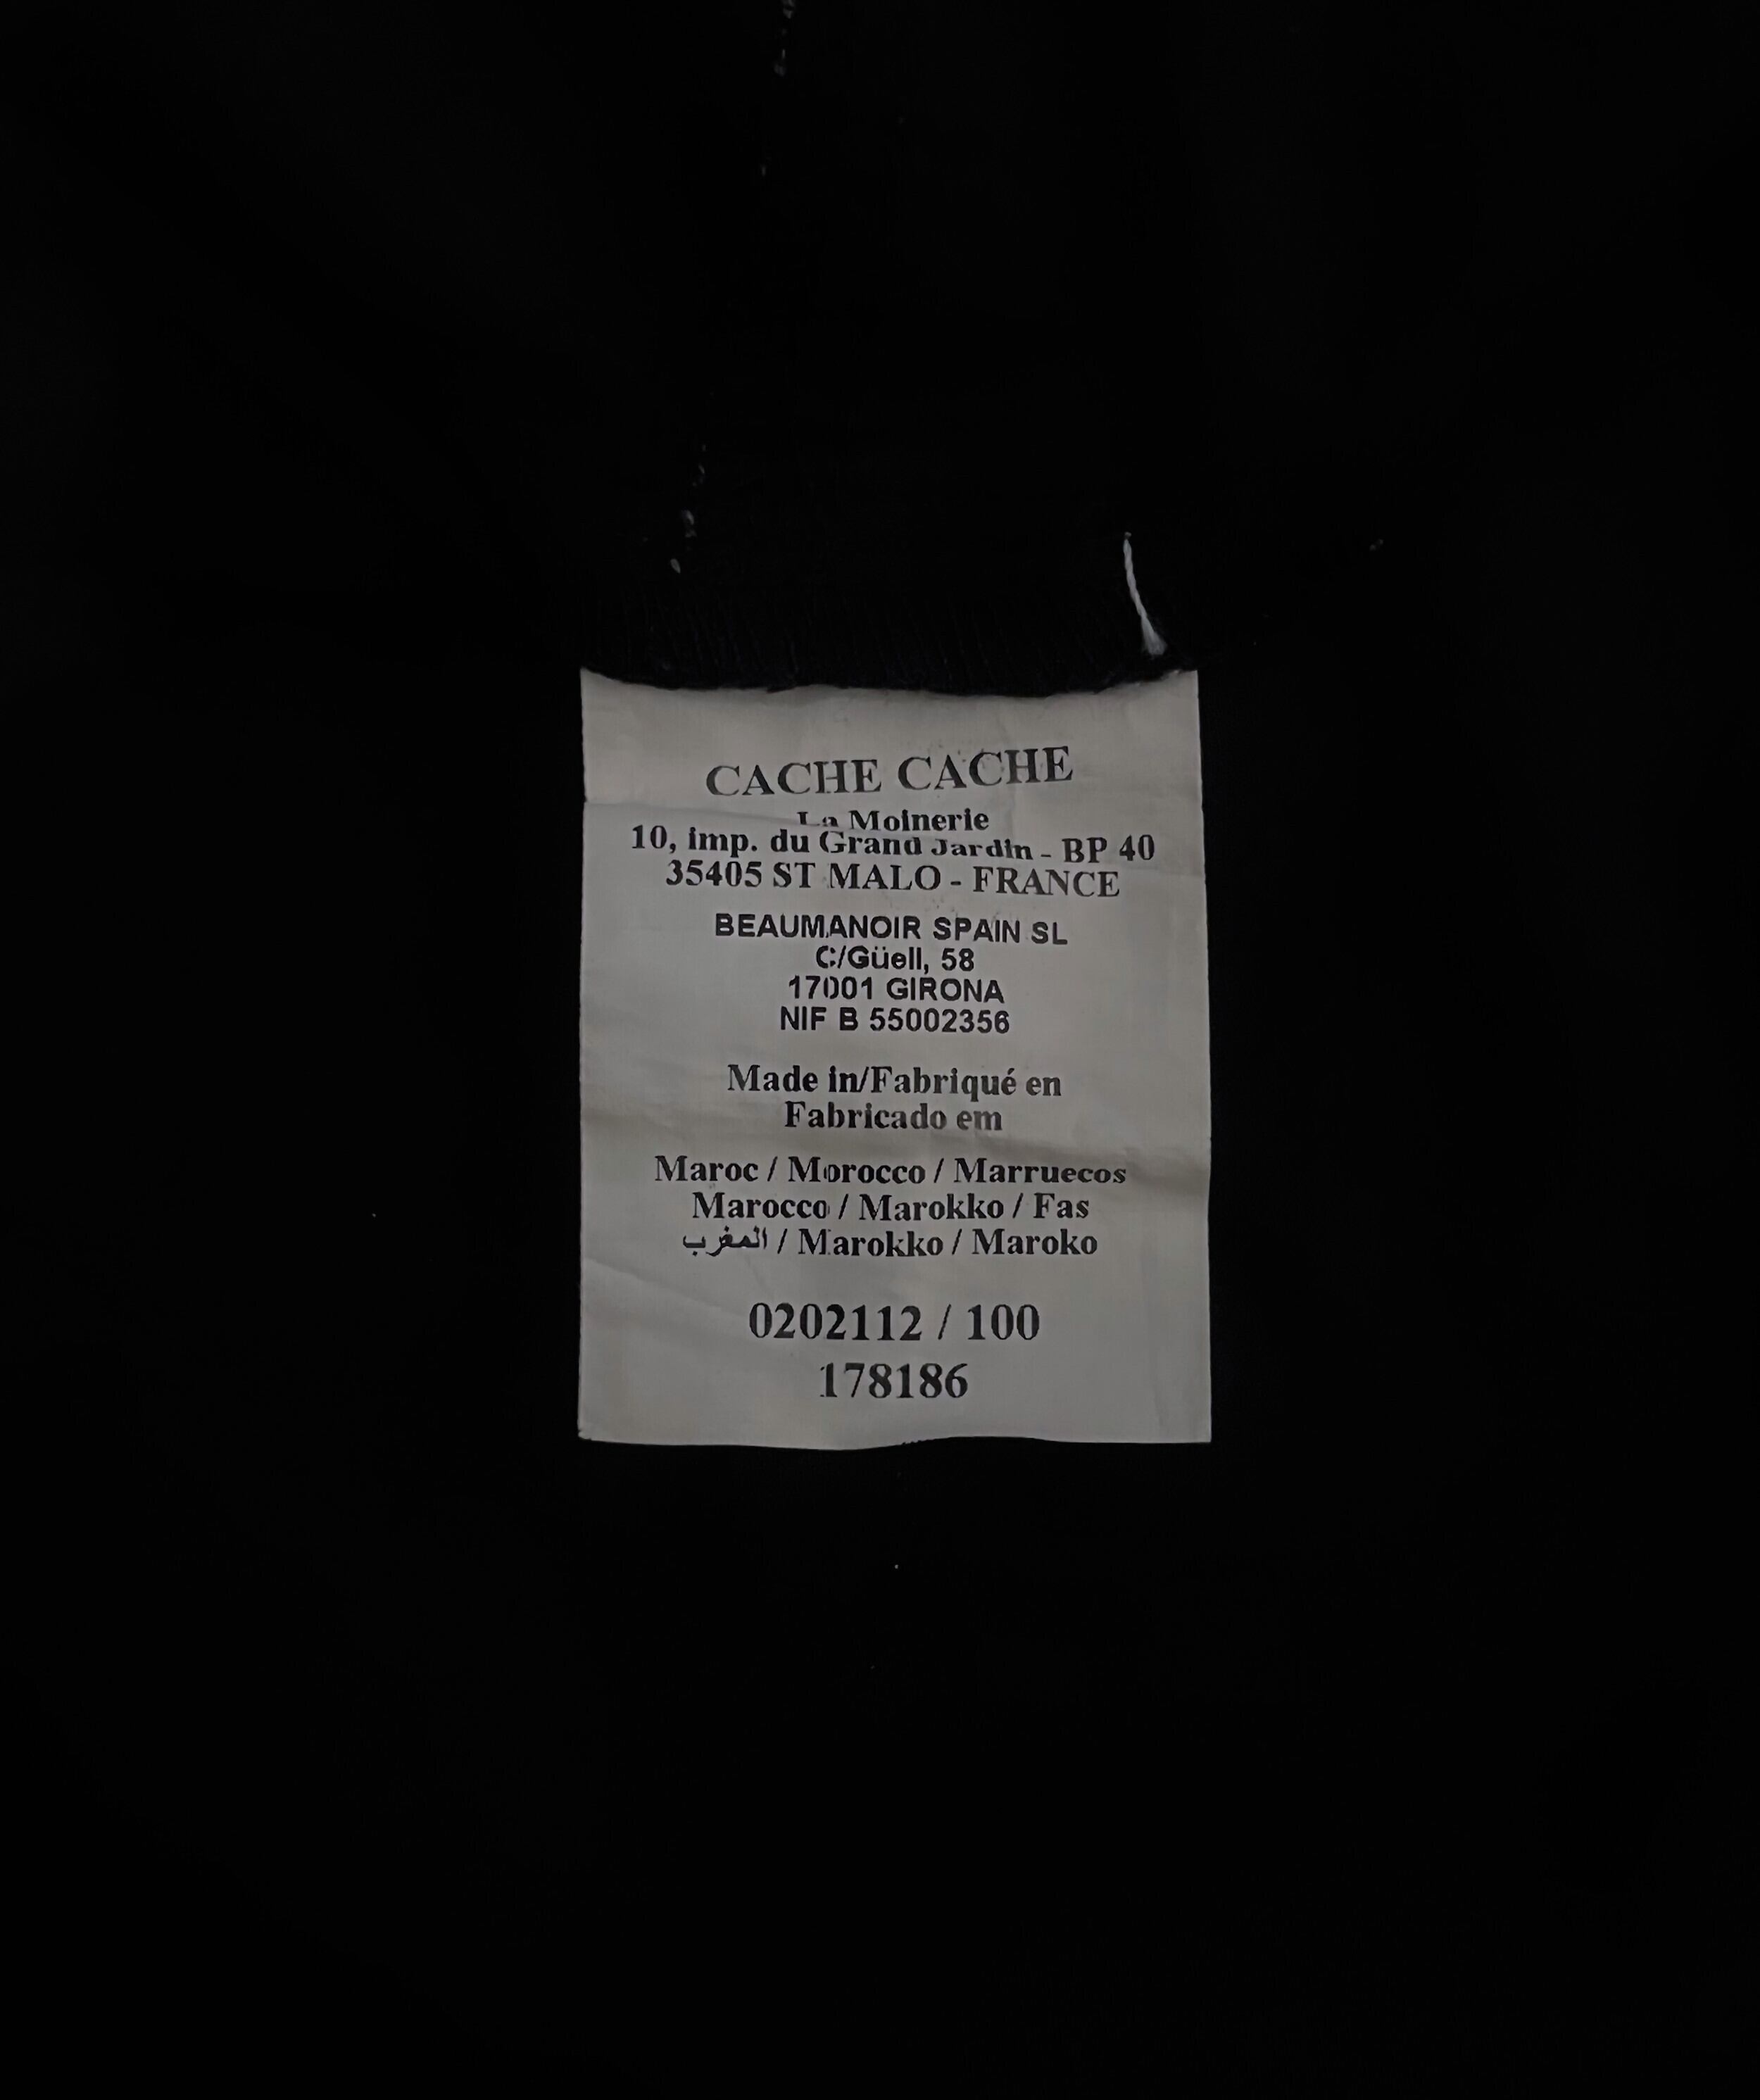 CACHE CACHE
La Moinerie
10, imp. du Grand Jardin - BP 40
35405 ST MALO - FRANCE
BEAUMANOIR SPAIN SL
C/Güell, 58
17001 GIRONA
NIF B 55002356
Made in/Fabriqué en
Fabricado em
Maroc / Morocco / Marruecos
Marocco / Marokko / Fas
المغرب / Marokko / Maroko
0202112 / 100
178186